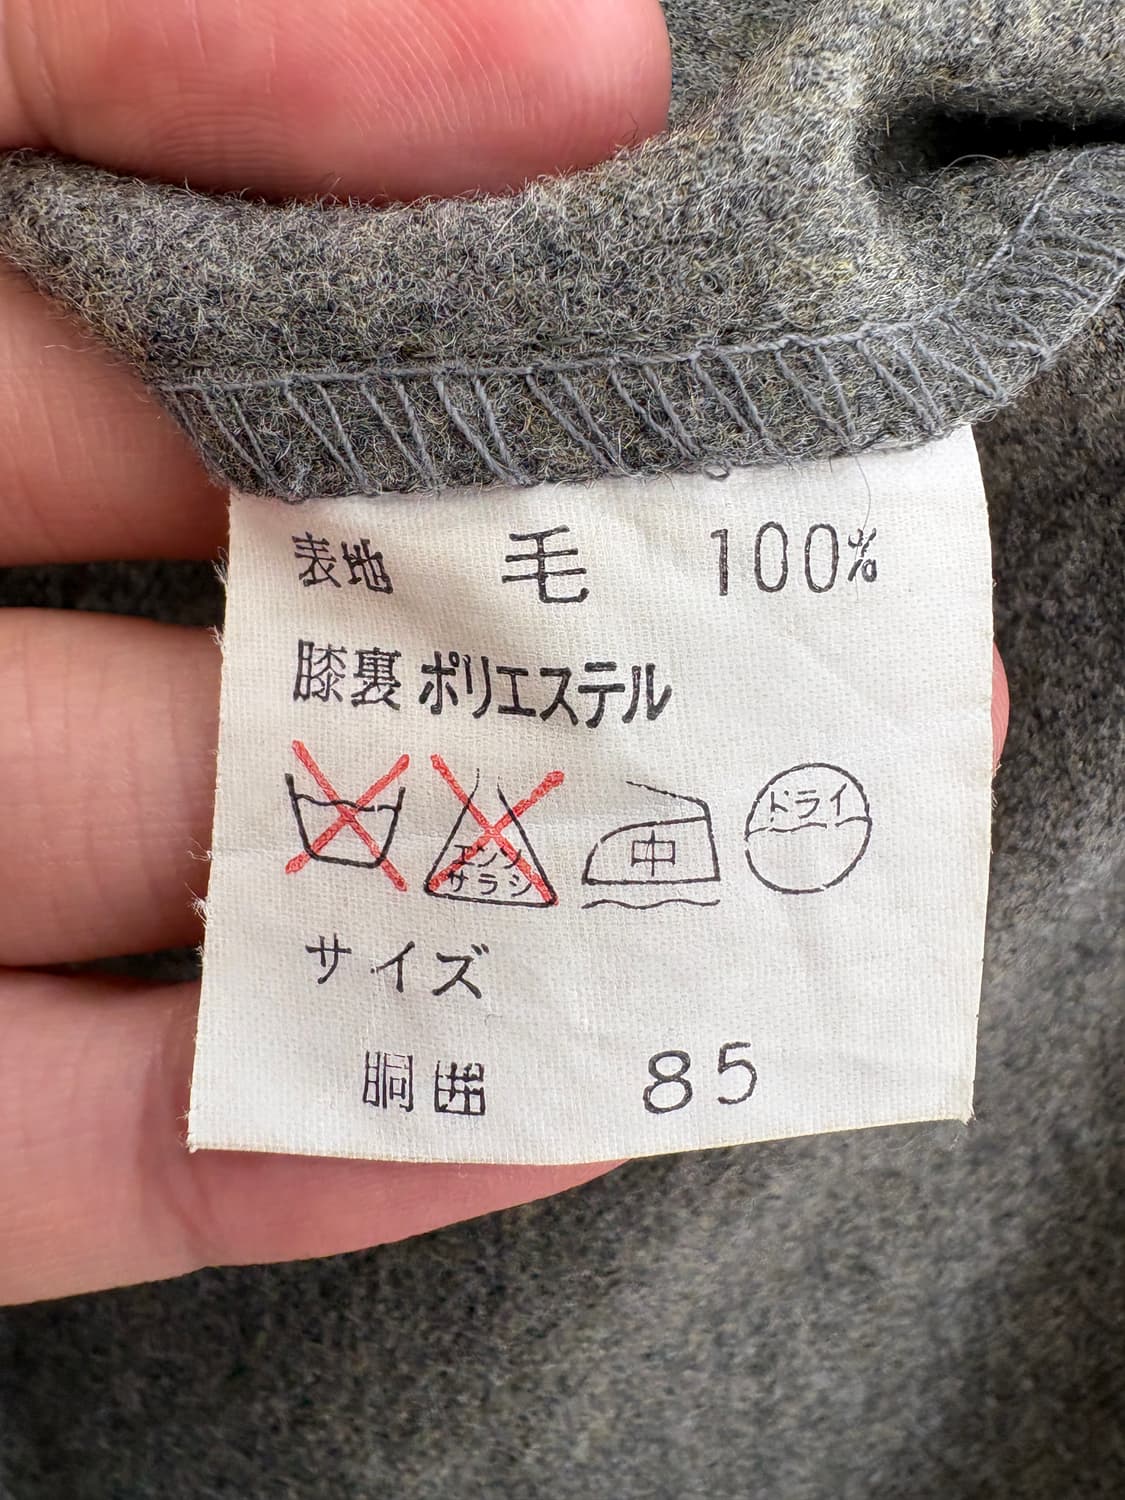 表地 毛 100%
膝裏 ポリエステル
エンソ サラシ 中 ドライ
サイズ
胴囲 85